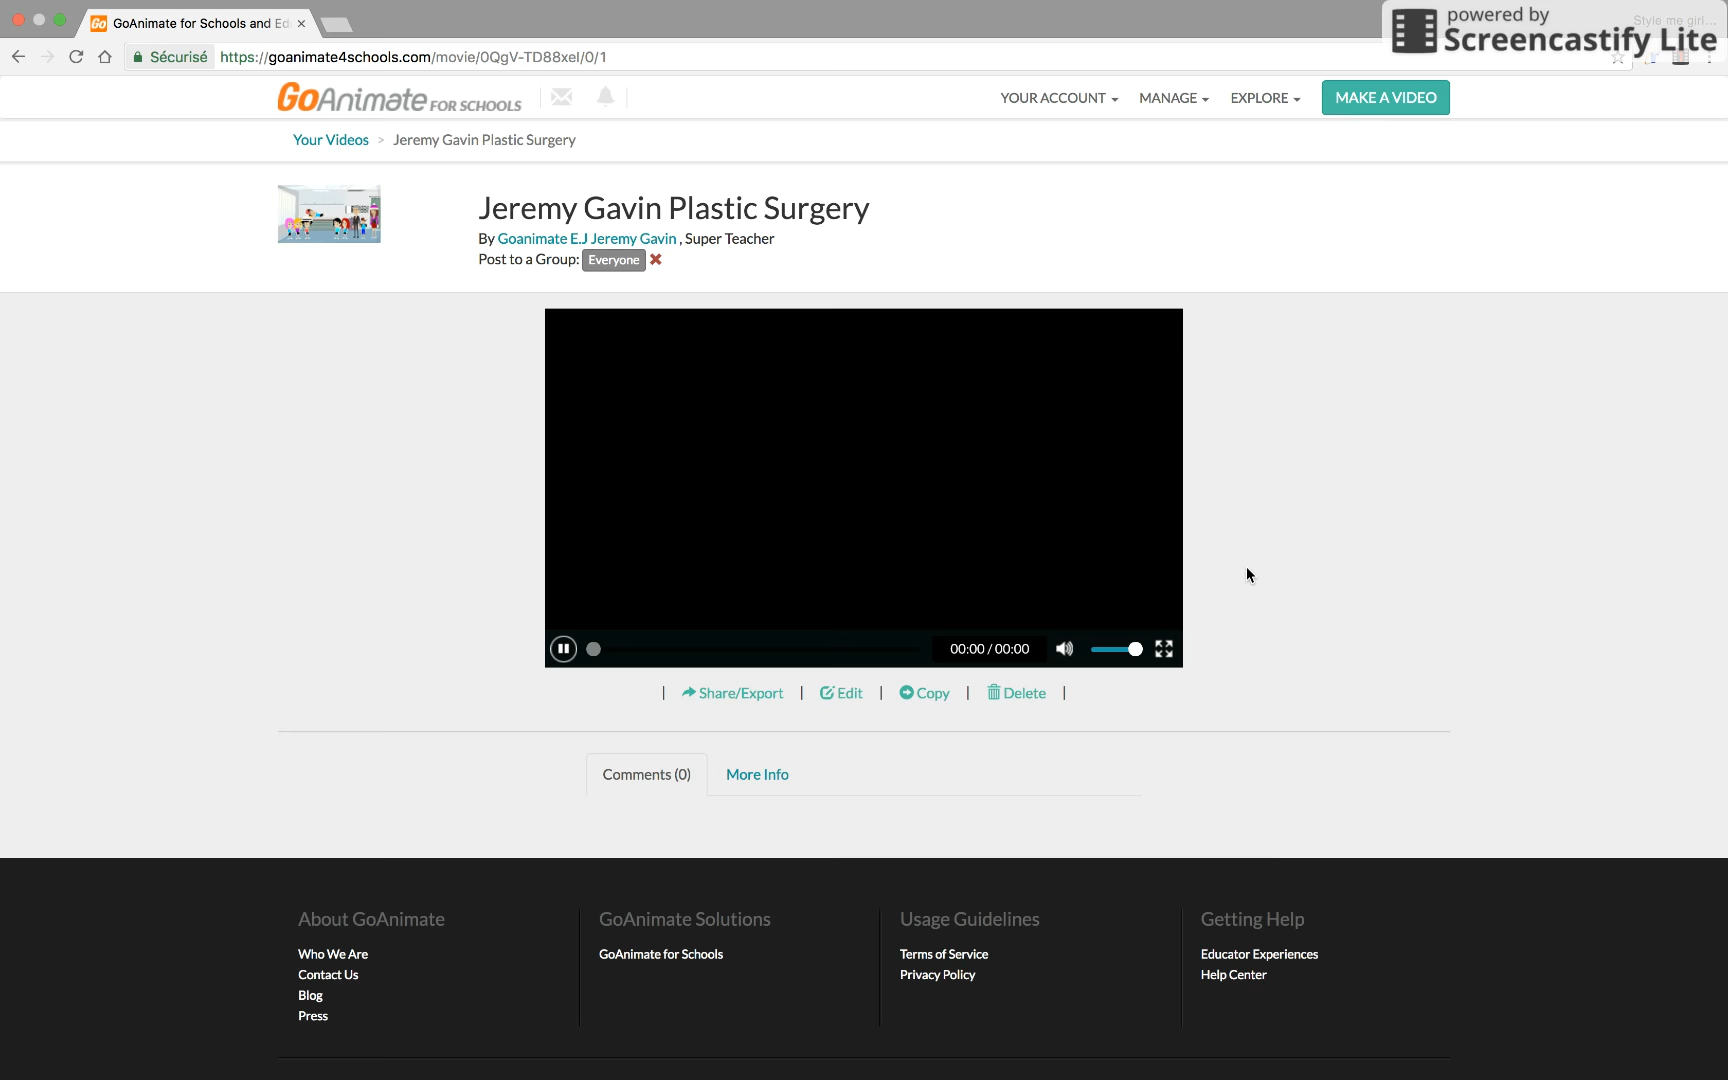 GoAnimate for Schools and Ed
Style me girl...
powered by
Screencastify Lite
Sécurisé https://goanimate4schools.com/movie/0QgV-TD88xeI/0/1
GoAnimate FOR SCHOOLS
YOUR ACCOUNT
MANAGE
EXPLORE
MAKE A VIDEO
Your Videos > Jeremy Gavin Plastic Surgery
Jeremy Gavin Plastic Surgery
By Goanimate E.J Jeremy Gavin , Super Teacher
Post to a Group: Everyone
00:00 / 00:00
| Share/Export | Edit | Copy | Delete |
Comments (0)
More Info
About GoAnimate
Who We Are
Contact Us
Blog
Press
GoAnimate Solutions
GoAnimate for Schools
Usage Guidelines
Terms of Service
Privacy Policy
Getting Help
Educator Experiences
Help Center